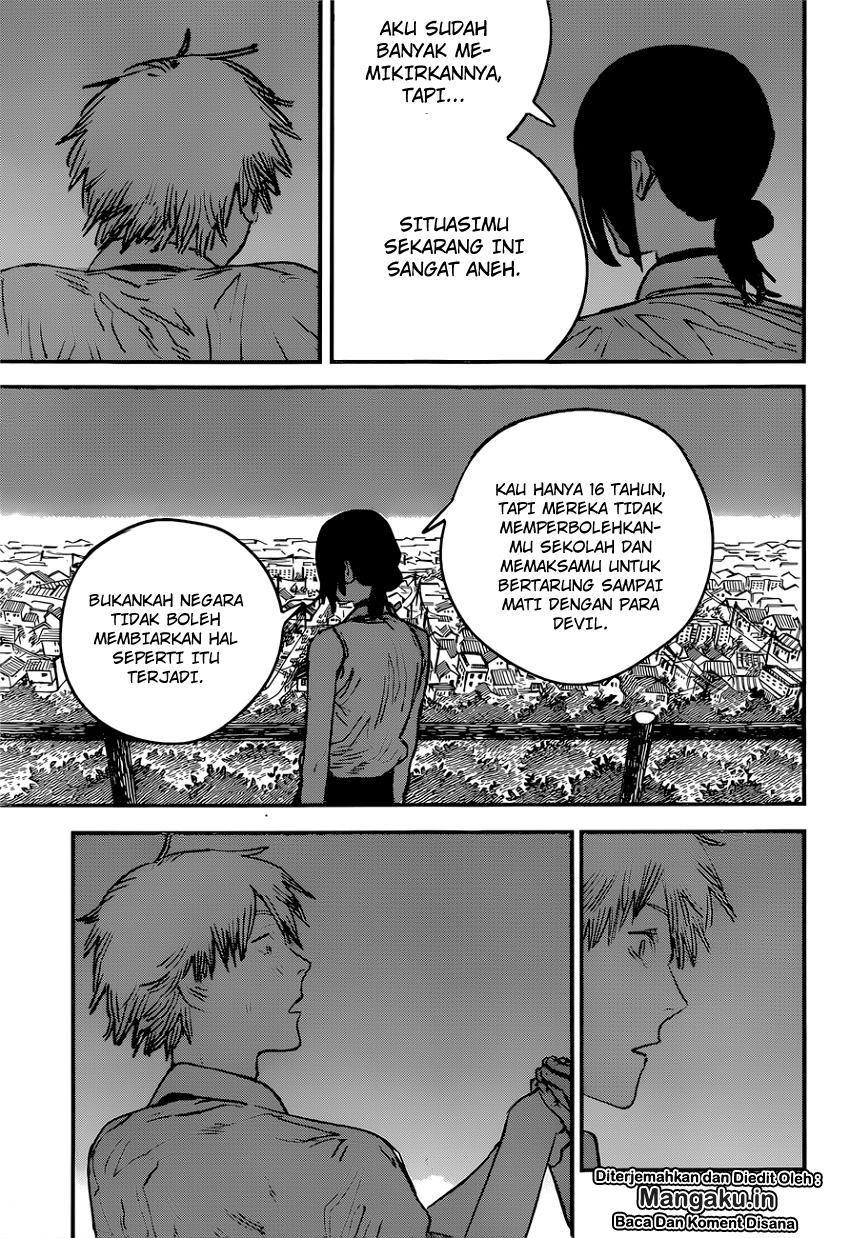 AKU SUDAH
BANYAK ME-
MIKIRKANNYA,
TAPI...
SITUASIMU
SEKARANG INI
SANGAT ANEH.
KAU HANYA 16 TAHUN,
TAPI MEREKA TIDAK
MEMPERBOLEHKAN-
MU SEKOLAH DAN
MEMAKSAMU UNTUK
BERTARUNG SAMPAI
MATI DENGAN PARA
DEVIL.
BUKANKAH NEGARA
TIDAK BOLEH
MEMBIARKAN HAL
SEPERTI ITU
TERJADI.
Diterjemahkan dan Diedit Oleh :
Mangaku.in
Baca Dan Koment Disana